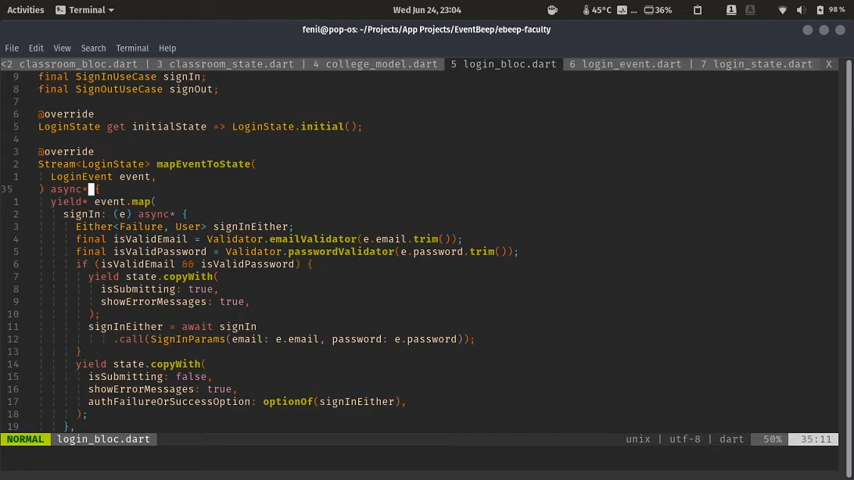 Activities Terminal Wed Jun 24, 23:04 45°C ... 36% 1 98 %
fenil@pop-os: ~/Projects/App Projects/EventBeep/ebeep-faculty
File Edit View Search Terminal Help
<2 classroom_bloc.dart | 3 classroom_state.dart | 4 college_model.dart 5 login_bloc.dart 6 login_event.dart | 7 login_state.dart X
9 final SignInUseCase signIn;
8 final SignOutUseCase signOut;
7
6 @override
5 LoginState get initialState => LoginState.initial();
4
3 @override
2 Stream<LoginState> mapEventToState(
1 LoginEvent event,
35 ) async* {
1 yield* event.map(
2 signIn: (e) async* {
3 Either<Failure, User> signInEither;
4 final isValidEmail = Validator.emailValidator(e.email.trim());
5 final isValidPassword = Validator.passwordValidator(e.password.trim());
6 if (isValidEmail && isValidPassword) {
7 yield state.copyWith(
8 isSubmitting: true,
9 showErrorMessages: true,
10 );
11 signInEither = await signIn
12 .call(SignInParams(email: e.email, password: e.password));
13 }
14 yield state.copyWith(
15 isSubmitting: false,
16 showErrorMessages: true,
17 authFailureOrSuccessOption: optionOf(signInEither),
18 );
19 },
NORMAL login_bloc.dart unix | utf-8 | dart 50% 35:11